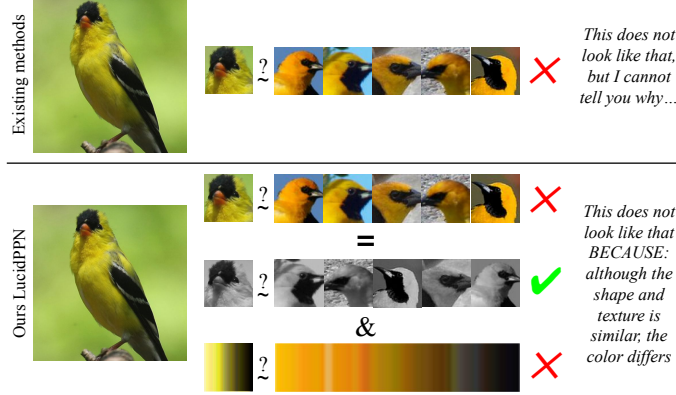 Existing methods
?
~
This does not
look like that,
but I cannot
tell you why...
Ours LucidPPN
?
~
=
?
~
&
?
~
This does not
look like that
BECAUSE:
although the
shape and
texture is
similar, the
color differs